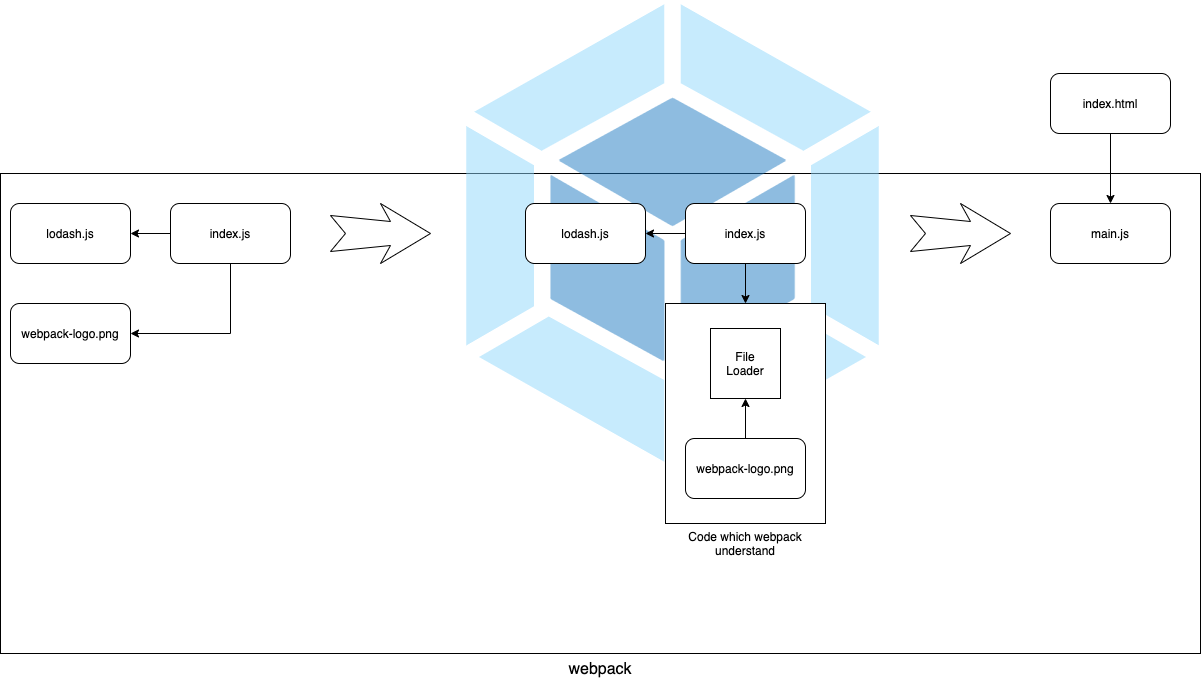 index.html
lodash.js
index.js
lodash.js
index.js
main.js
webpack-logo.png
File
Loader
webpack-logo.png
Code which webpack
understand
webpack